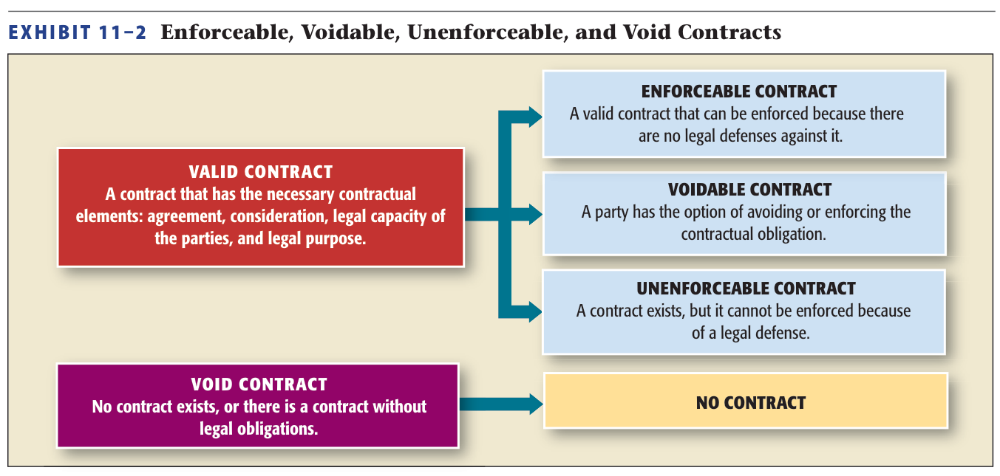 EXHIBIT 11–2 Enforceable, Voidable, Unenforceable, and Void Contracts
VALID CONTRACT
A contract that has the necessary contractual
elements: agreement, consideration, legal capacity of
the parties, and legal purpose.
ENFORCEABLE CONTRACT
A valid contract that can be enforced because there
are no legal defenses against it.
VOIDABLE CONTRACT
A party has the option of avoiding or enforcing the
contractual obligation.
UNENFORCEABLE CONTRACT
A contract exists, but it cannot be enforced because
of a legal defense.
VOID CONTRACT
No contract exists, or there is a contract without
legal obligations.
NO CONTRACT